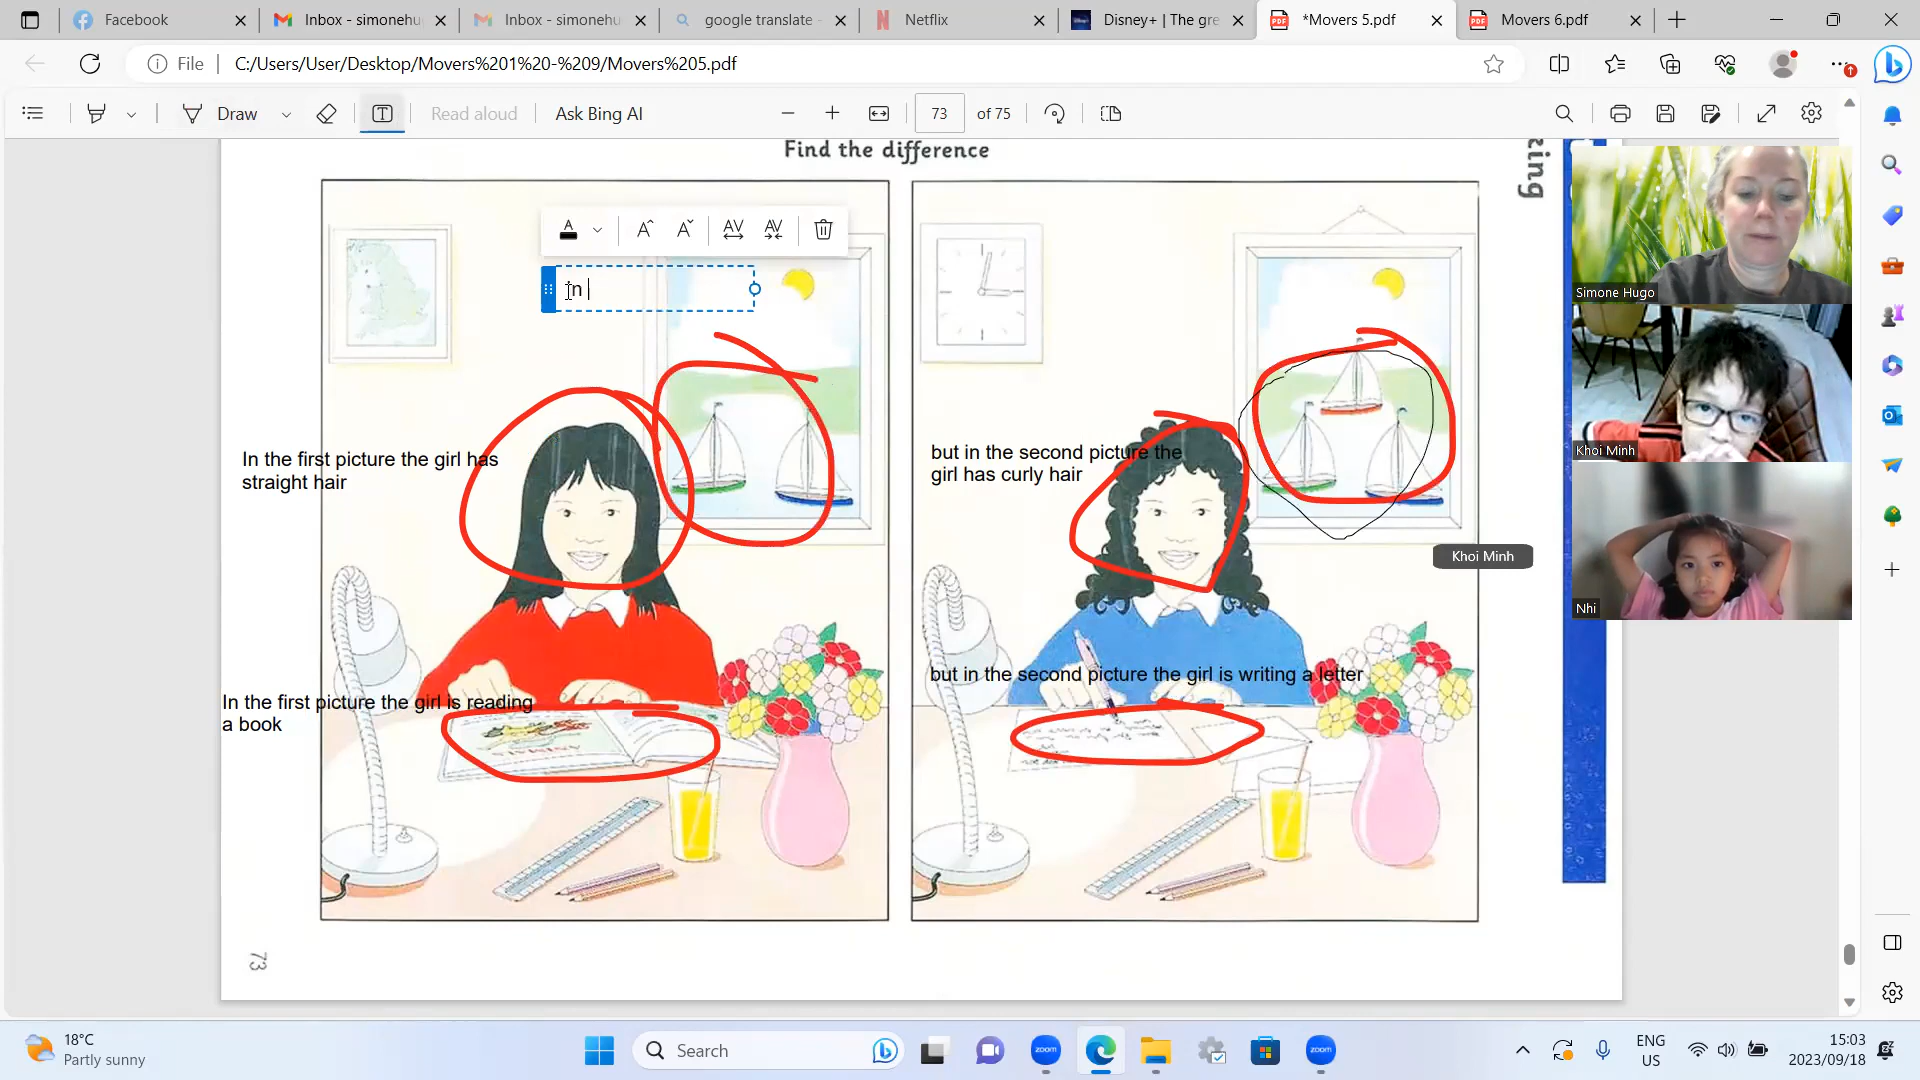 Facebook
Inbox - simonehu
Inbox - simonehu
google translate -
Netflix
Disney+ | The gre
*Movers 5.pdf
Movers 6.pdf
File
C:/Users/User/Desktop/Movers%201%20-%209/Movers%205.pdf
Draw
Read aloud
Ask Bing AI
73
of 75
Find the difference
In
In the first picture the girl has
straight hair
but in the second picture the
girl has curly hair
In the first picture the girl is reading
a book
but in the second picture the girl is writing a letter
73
Simone Hugo
Khoi Minh
Khoi Minh
Nhi
18°C
Partly sunny
Search
zoom
zoom
ENG
US
15:03
2023/09/18